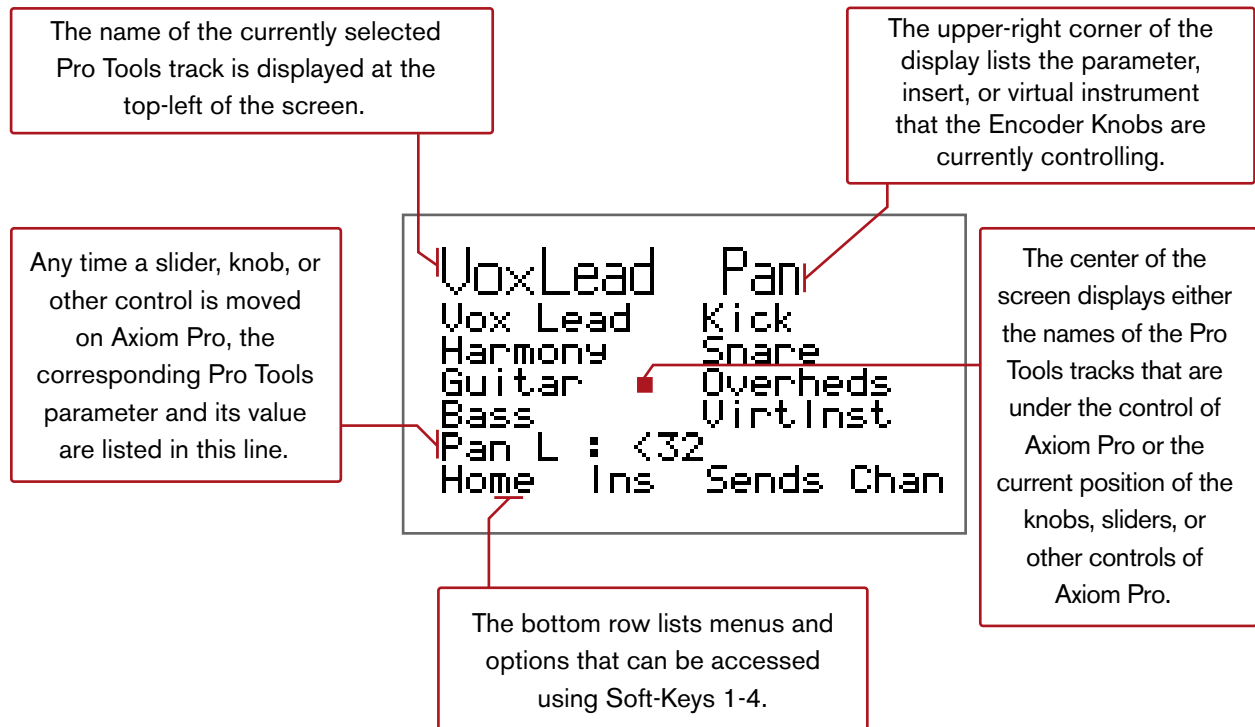 The name of the currently selected
Pro Tools track is displayed at the
top-left of the screen.
The upper-right corner of the
display lists the parameter,
insert, or virtual instrument
that the Encoder Knobs are
currently controlling.
Any time a slider, knob, or
other control is moved
on Axiom Pro, the
corresponding Pro Tools
parameter and its value
are listed in this line.
VoxLead Pan
Vox Lead Kick
Harmony Snare
Guitar Overheds
Bass VirtInst
Pan L : <32
Home Ins Sends Chan
The center of the
screen displays either
the names of the Pro
Tools tracks that are
under the control of
Axiom Pro or the
current position of the
knobs, sliders, or
other controls of
Axiom Pro.
The bottom row lists menus and
options that can be accessed
using Soft-Keys 1-4.